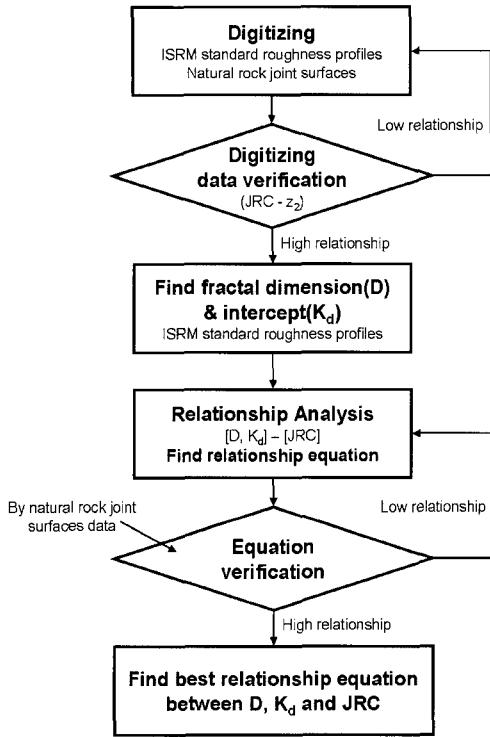 Digitizing
ISRM standard roughness profiles
Natural rock joint surfaces
Low relationship
Digitizing
data verification
(JRC - z₂)
High relationship
Find fractal dimension(D)
& intercept(K_d)
ISRM standard roughness profiles
Relationship Analysis
[D, K_d] – [JRC]
Find relationship equation
By natural rock joint
surfaces data
Low relationship
Equation
verification
High relationship
Find best relationship equation
between D, K_d and JRC